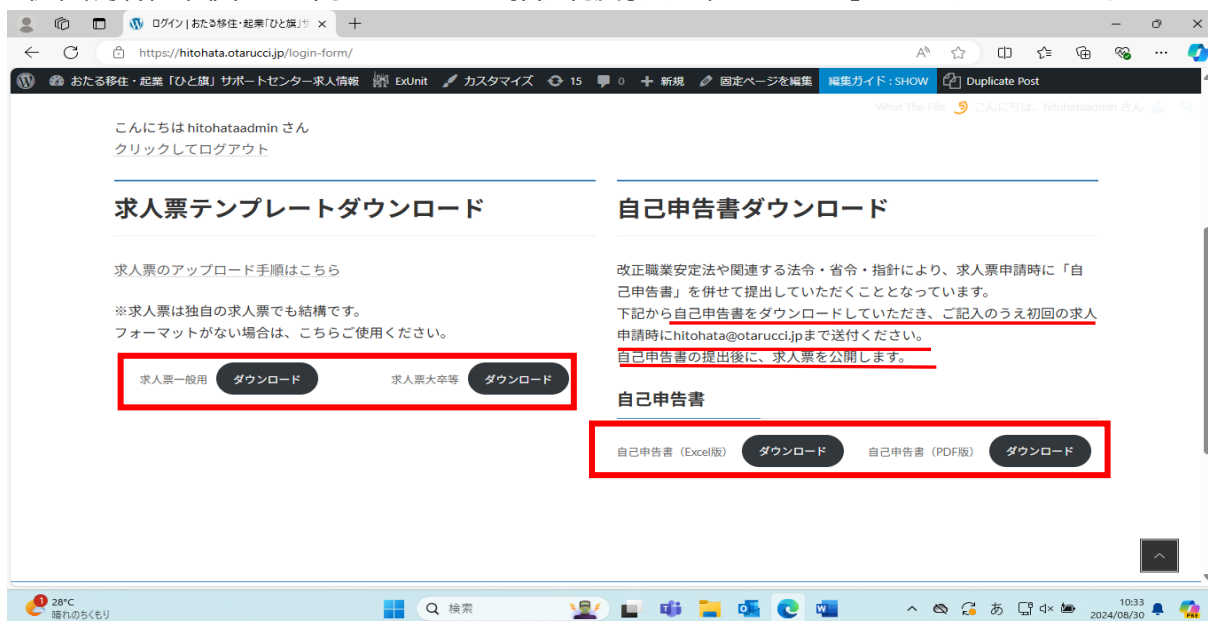 ログイン | おたる移住・起業「ひと旗」サ
https://hitohata.otarucci.jp/login-form/
おたる移住・起業「ひと旗」サポートセンター求人情報 ExUnit カスタマイズ 15 0 新規 固定ページを編集 編集ガイド : SHOW Duplicate Post
What The File こんにちは、hitohataadmin さん
こんにちは hitohataadmin さん
クリックしてログアウト
求人票テンプレートダウンロード
求人票のアップロード手順はこちら
※求人票は独自の求人票でも結構です。
フォーマットがない場合は、こちらご使用ください。
求人票一般用 ダウンロード 求人票大卒等 ダウンロード
自己申告書ダウンロード
改正職業安定法や関連する法令・省令・指針により、求人票申請時に「自
己申告書」を併せて提出していただくこととなっています。
下記から自己申告書をダウンロードしていただき、ご記入のうえ初回の求人
申請時にhitohata@otarucci.jpまで送付ください。
自己申告書の提出後に、求人票を公開します。
自己申告書
自己申告書（Excel版） ダウンロード 自己申告書（PDF版） ダウンロード
28°C
晴れのちくもり
検索
あ
10:33
2024/08/30